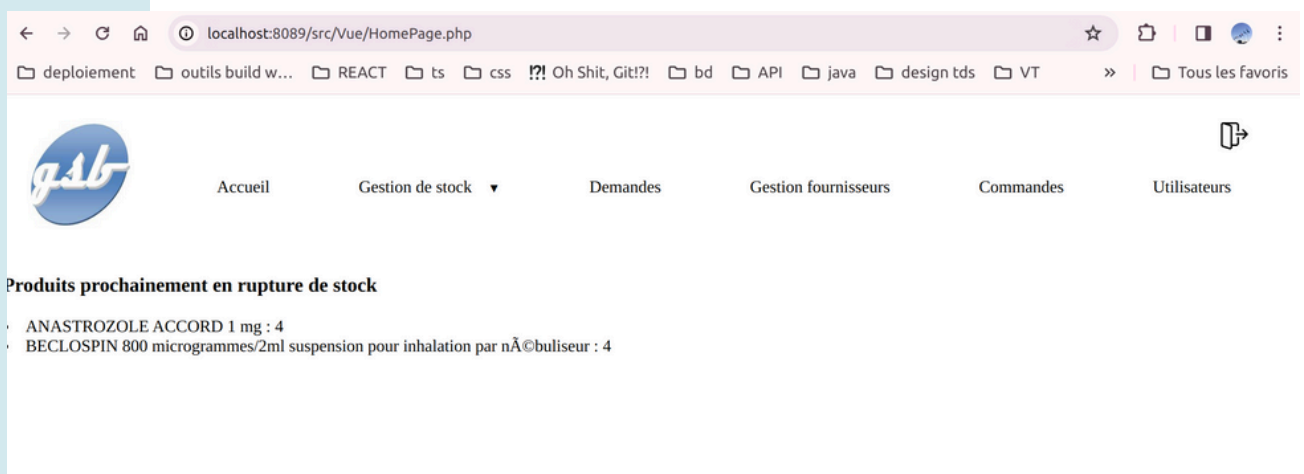 localhost:8089/src/Vue/HomePage.php
deploiement outils build w... REACT ts css ?!? Oh Shit, Git!?! bd API java design tds VT » Tous les favoris
gsb
Accueil Gestion de stock ▼ Demandes Gestion fournisseurs Commandes Utilisateurs
Produits prochainement en rupture de stock
ANASTROZOLE ACCORD 1 mg : 4
BECLOSPIN 800 microgrammes/2ml suspension pour inhalation par nÃ©buliseur : 4